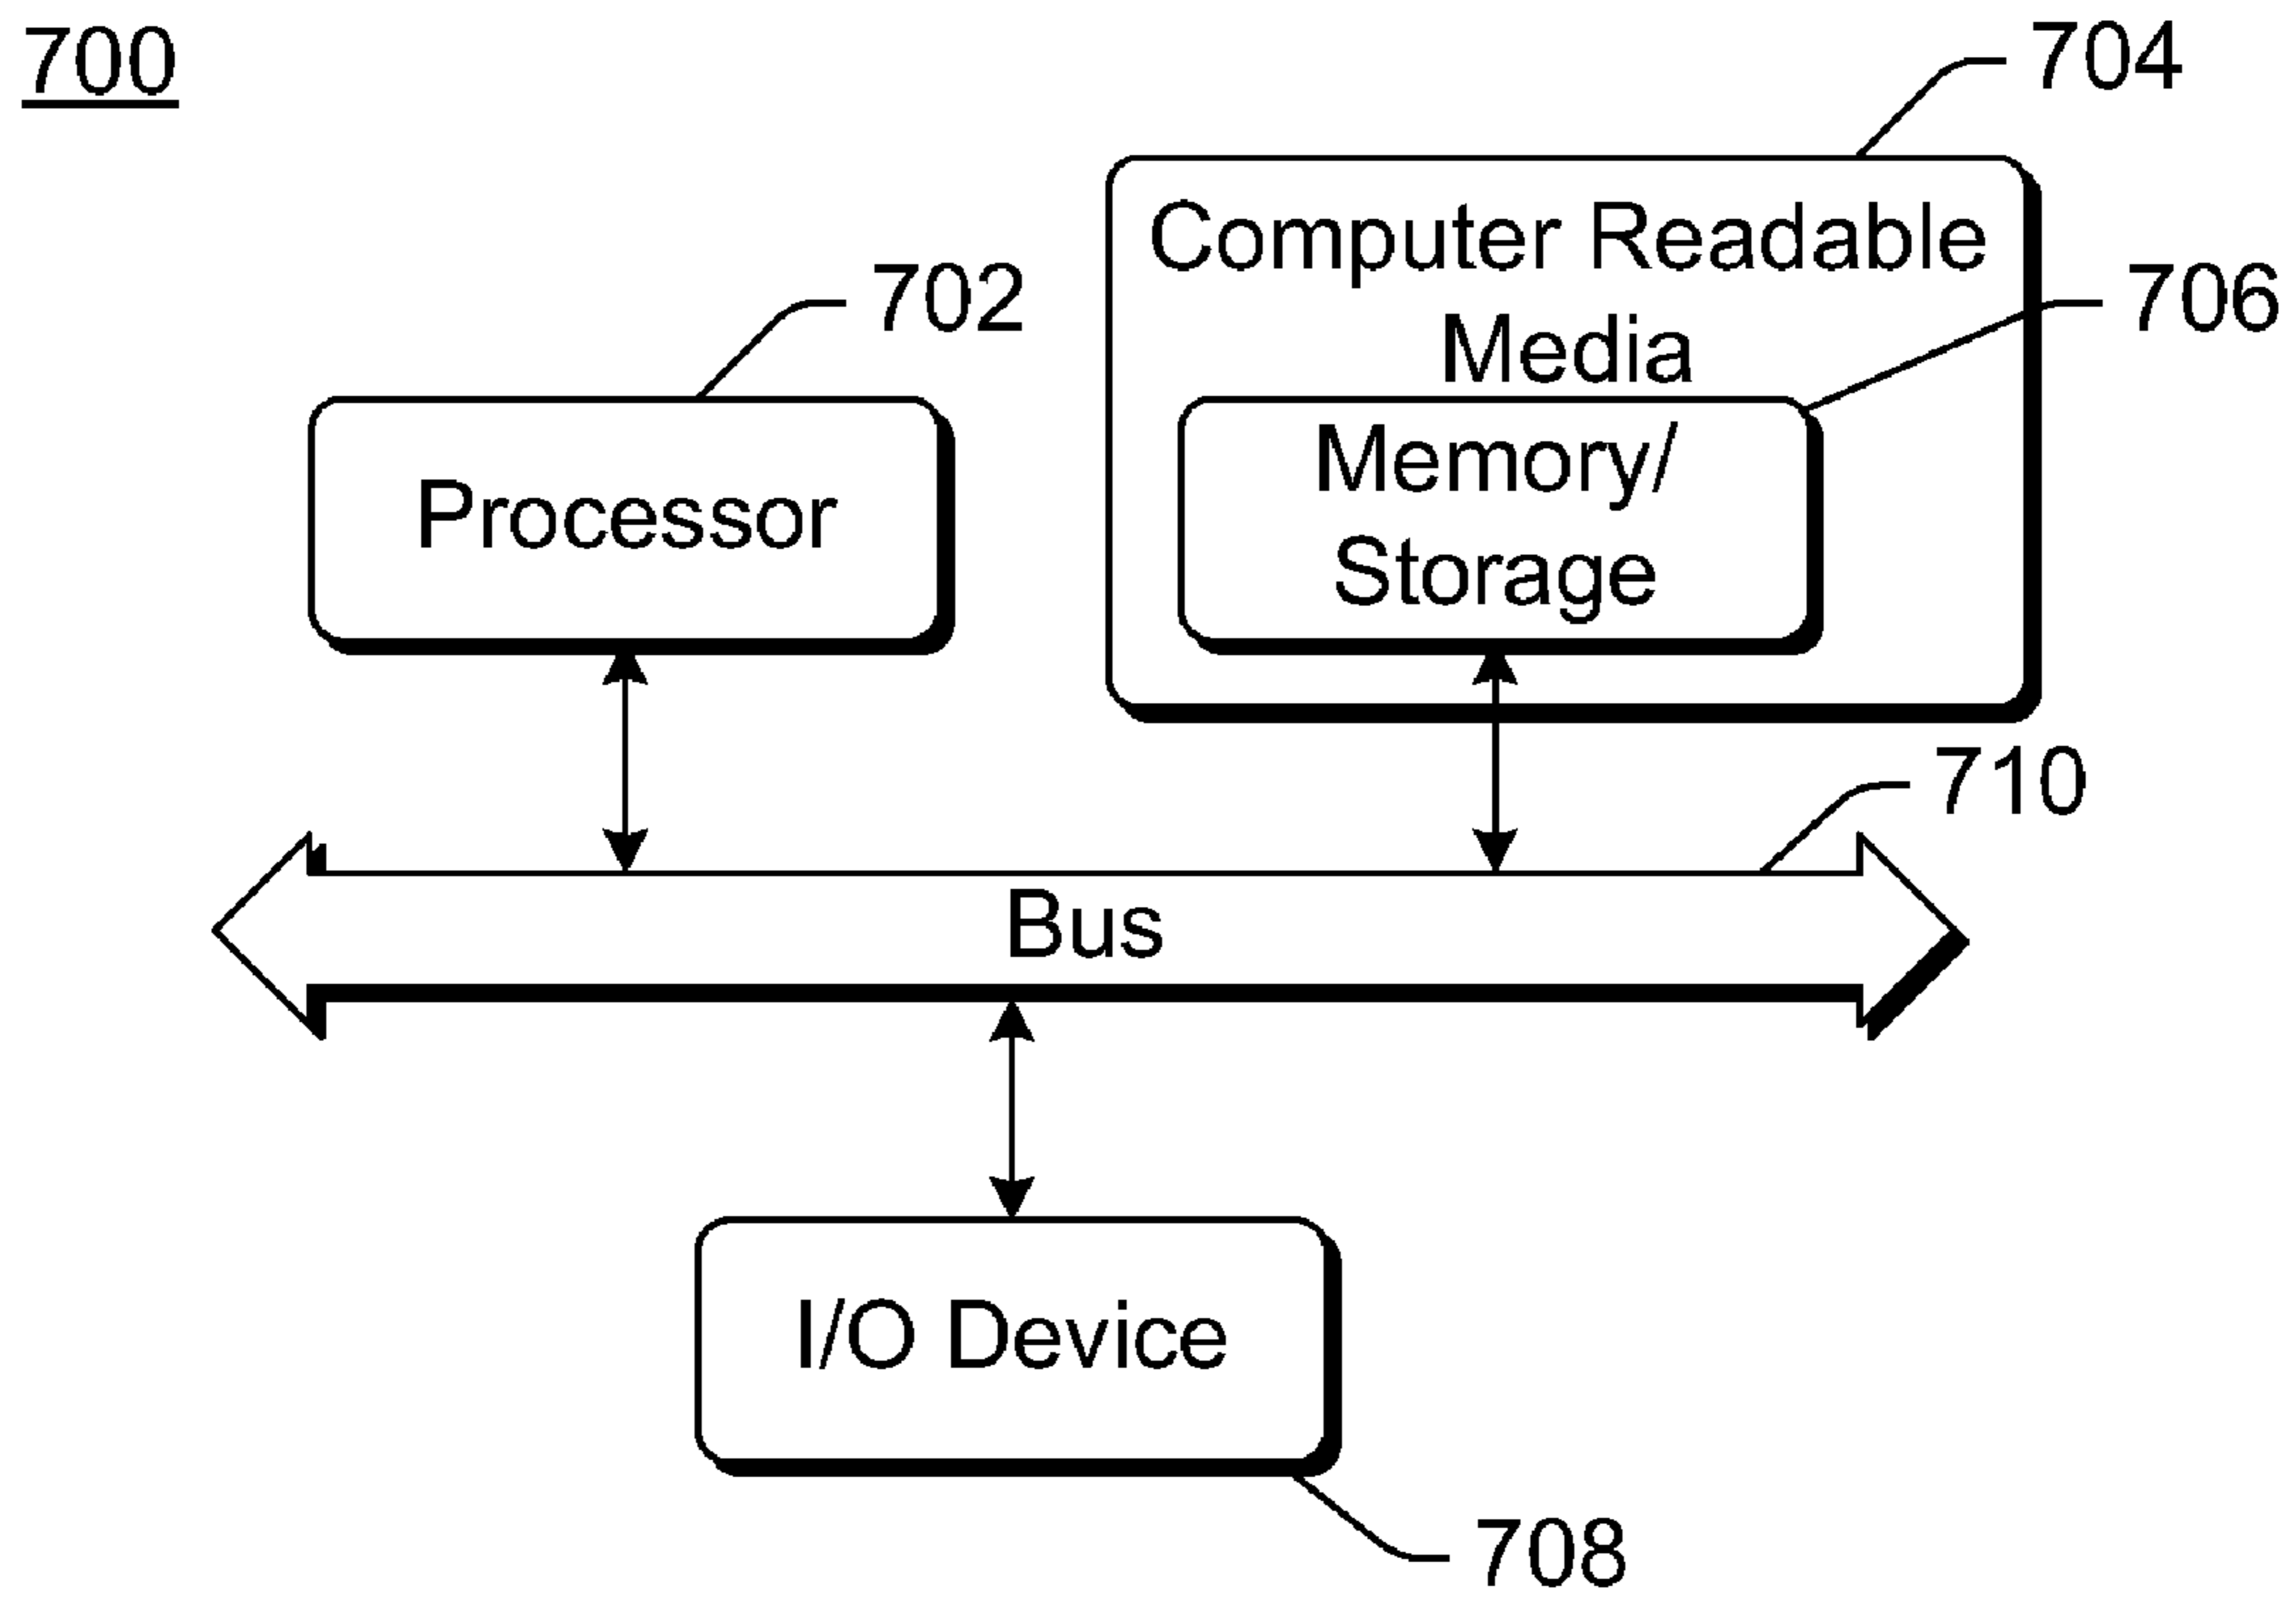 700
704
Computer Readable
Media
706
702
Processor
Memory/
Storage
710
Bus
I/O Device
708